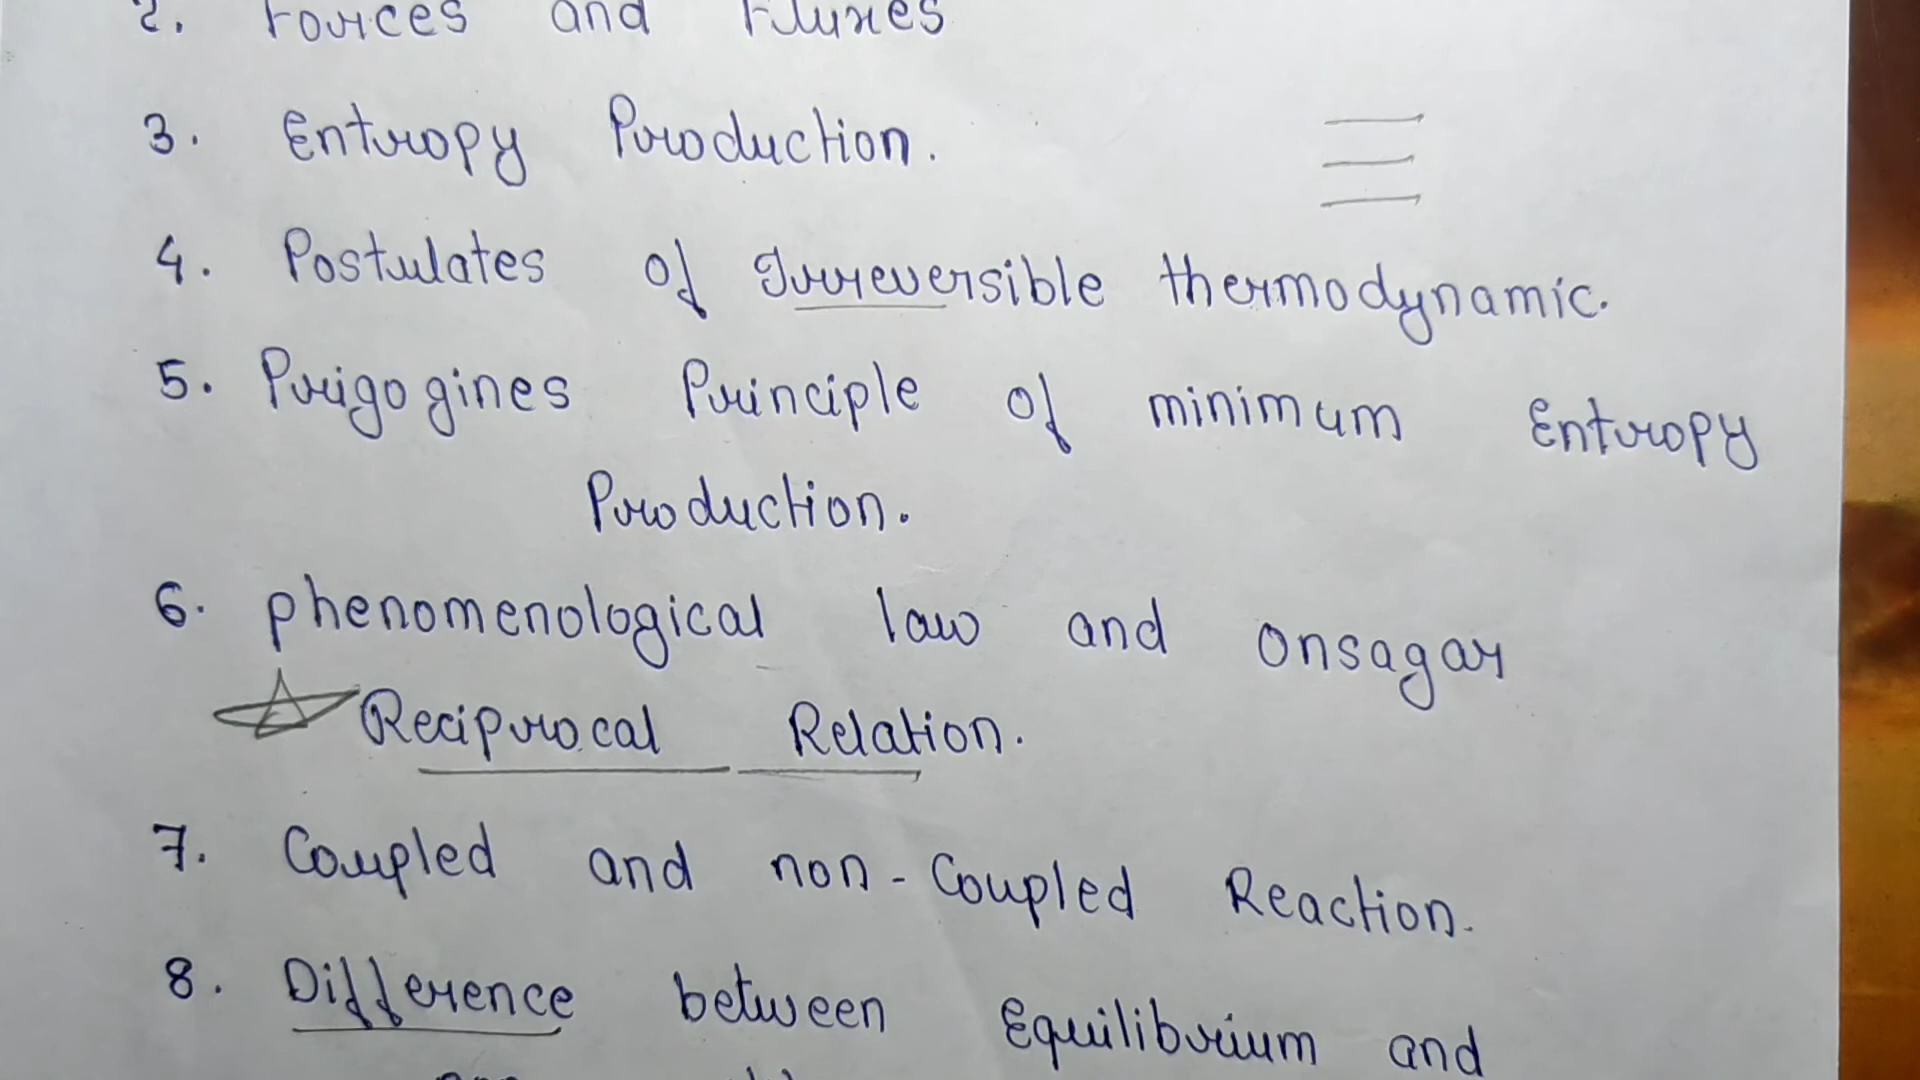 2. Forces and Fluxes
3. Entropy Production.
4. Postulates of Irreversible thermodynamic.
5. Prigogines Principle of minimum Entropy
Production.
6. Phenomenological law and onsagar
Reciprocal Relation.
7. Coupled and non-Coupled Reaction.
8. Difference between Equilibrium and